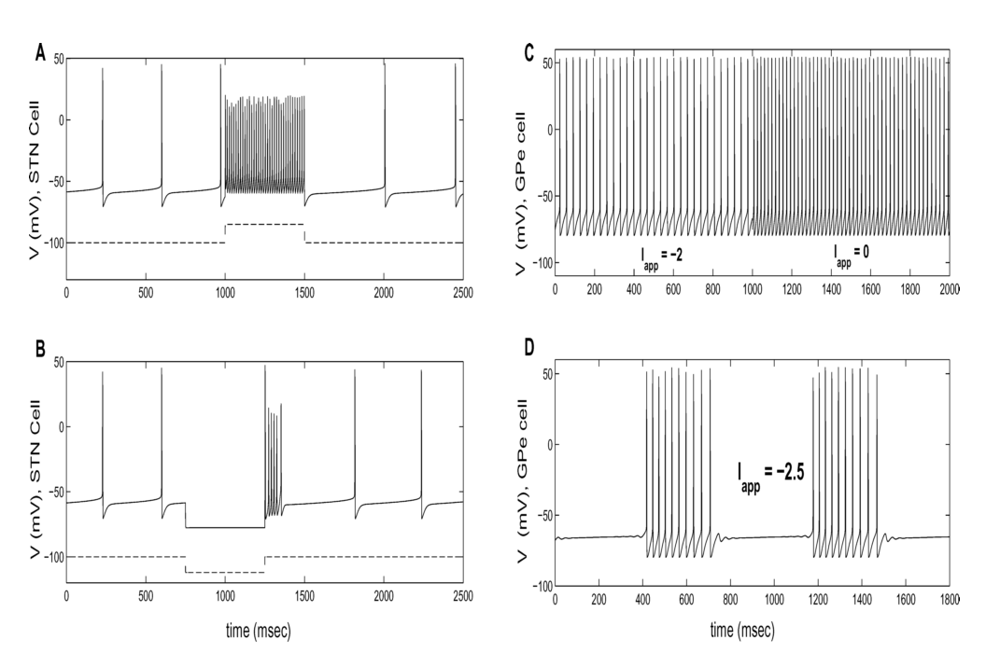 A
50
0
−50
−100
V (mV), STN Cell
0 500 1000 1500 2000 2500
B
50
0
−50
−100
V (mV), STN Cell
0 500 1000 1500 2000 2500
time (msec)
C
50
0
−50
−100
V (mV), GPe cell
I app = −2
I app = 0
0 200 400 600 800 1000 1200 1400 1600 1800 2000
D
50
0
−50
−100
V (mV), GPe cell
I app = −2.5
0 200 400 600 800 1000 1200 1400 1600 1800
time (msec)